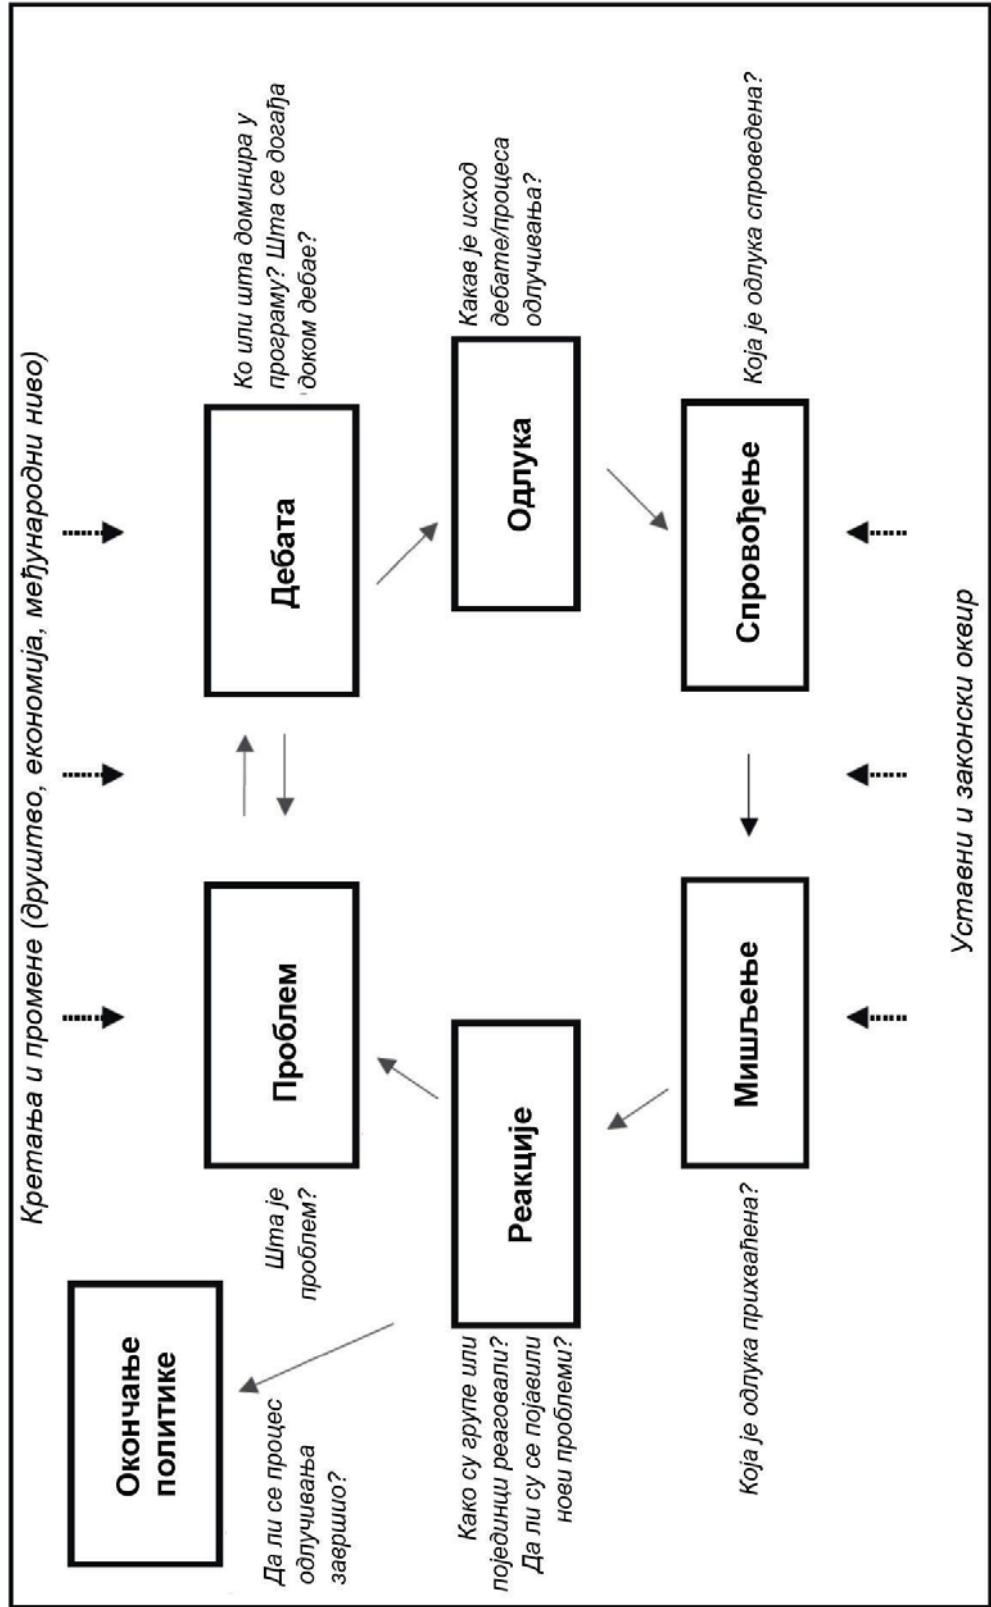 Кретања и промене (друштво, економија, међународни ниво)
Окончање
политике
Да ли се процес
одлучивања
завршио?
Шта је
проблем?
Проблем
Дебата
Ко или шта доминира у
програму? Шта се догађа
доком дебае?
Како су групе или
појединци реаговали?
Да ли су се појавили
нови проблеми?
Реакције
Одлука
Какав је исход
дебате/процеса
одлучивања?
Која је одлука прихваћена?
Мишљење
Спровођење
Која је одлука спроведена?
Уставни и законски оквир